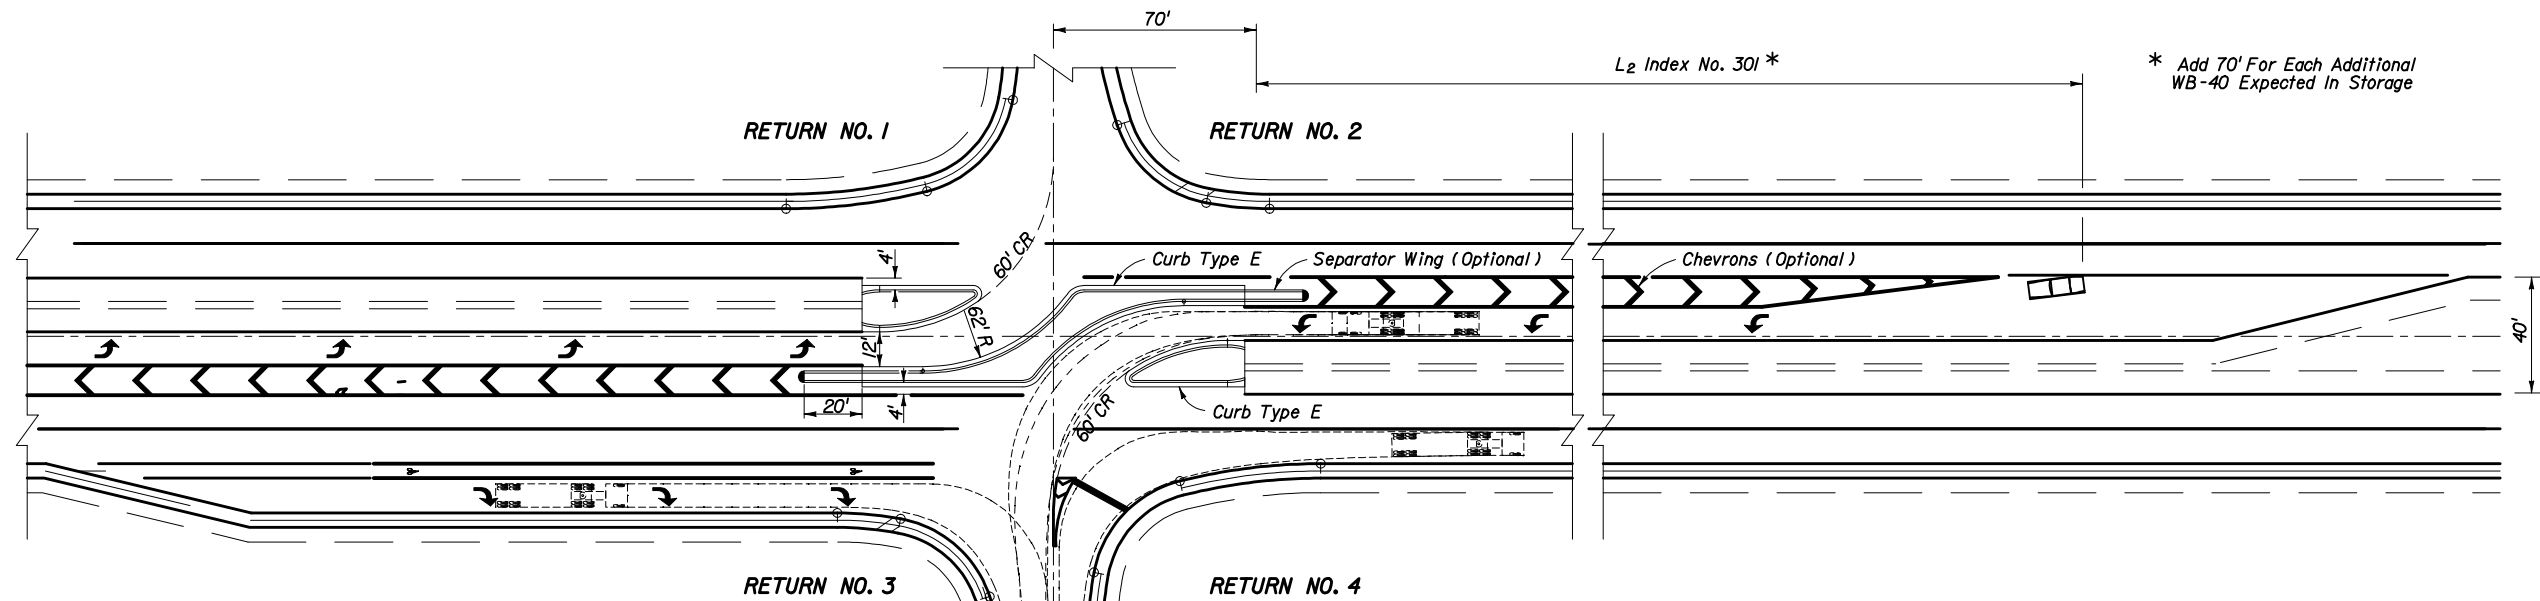 70'
L2 Index No. 301 *
* Add 70' For Each Additional
WB-40 Expected In Storage
RETURN NO. 1
RETURN NO. 2
4'
60' CR
Curb Type E
Separator Wing (Optional)
Chevrons (Optional)
62' R
12'
40'
20'
4'
60' CR
Curb Type E
RETURN NO. 3
RETURN NO. 4